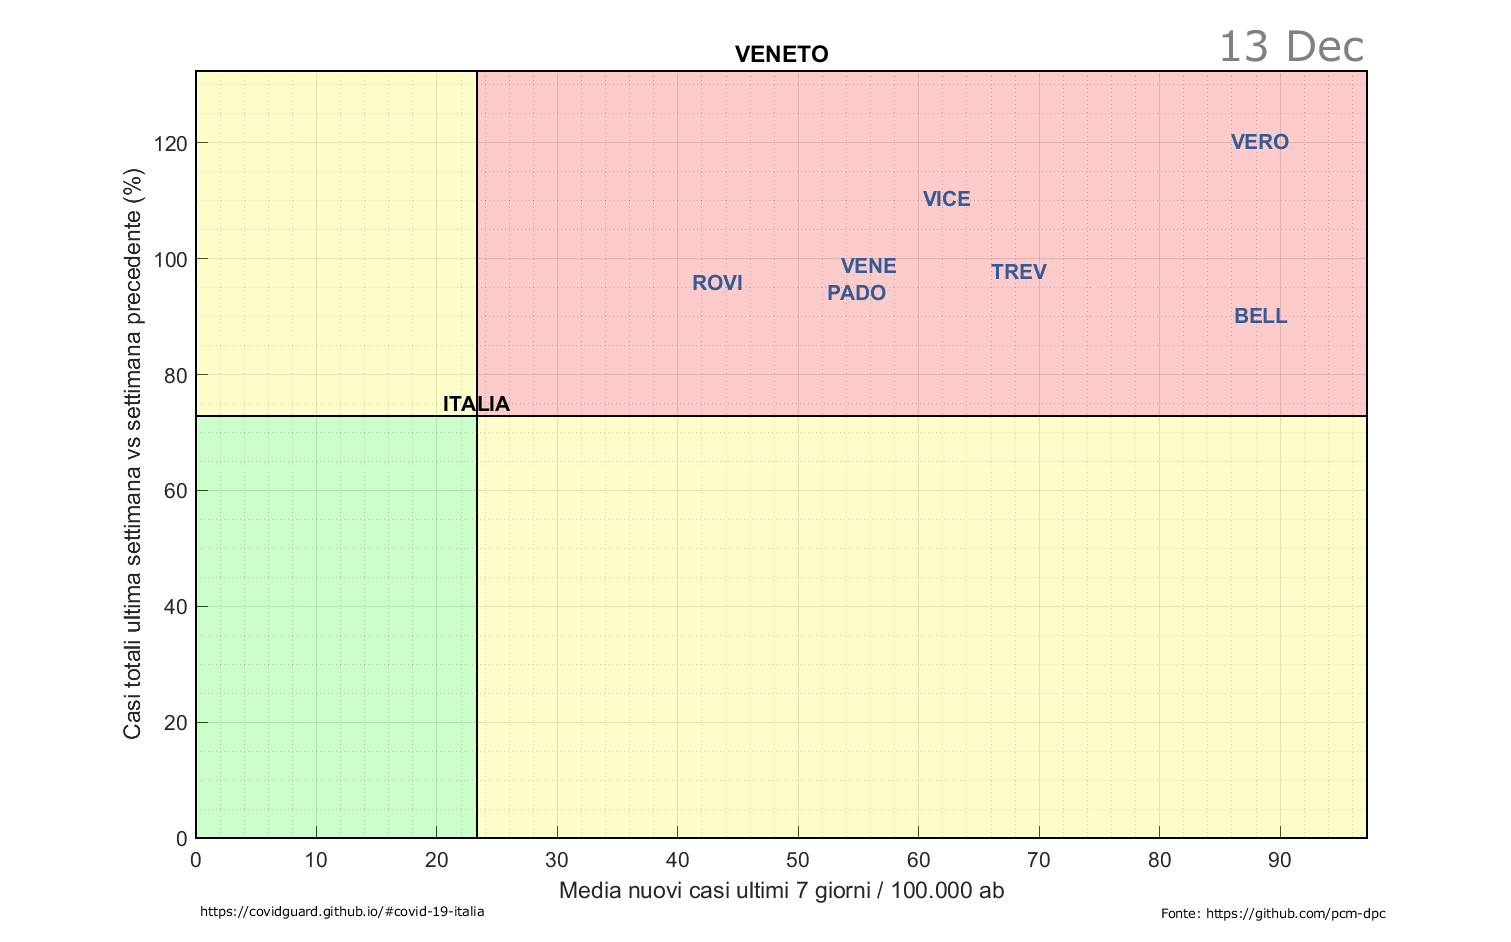 VENETO
13 Dec
Casi totali ultima settimana vs settimana precedente (%)
120
100
80
60
40
20
0
VERO
VICE
VENE
TREV
ROVI
PADO
BELL
ITALIA
0 10 20 30 40 50 60 70 80 90
Media nuovi casi ultimi 7 giorni / 100.000 ab
https://covidguard.github.io/#covid-19-italia
Fonte: https://github.com/pcm-dpc